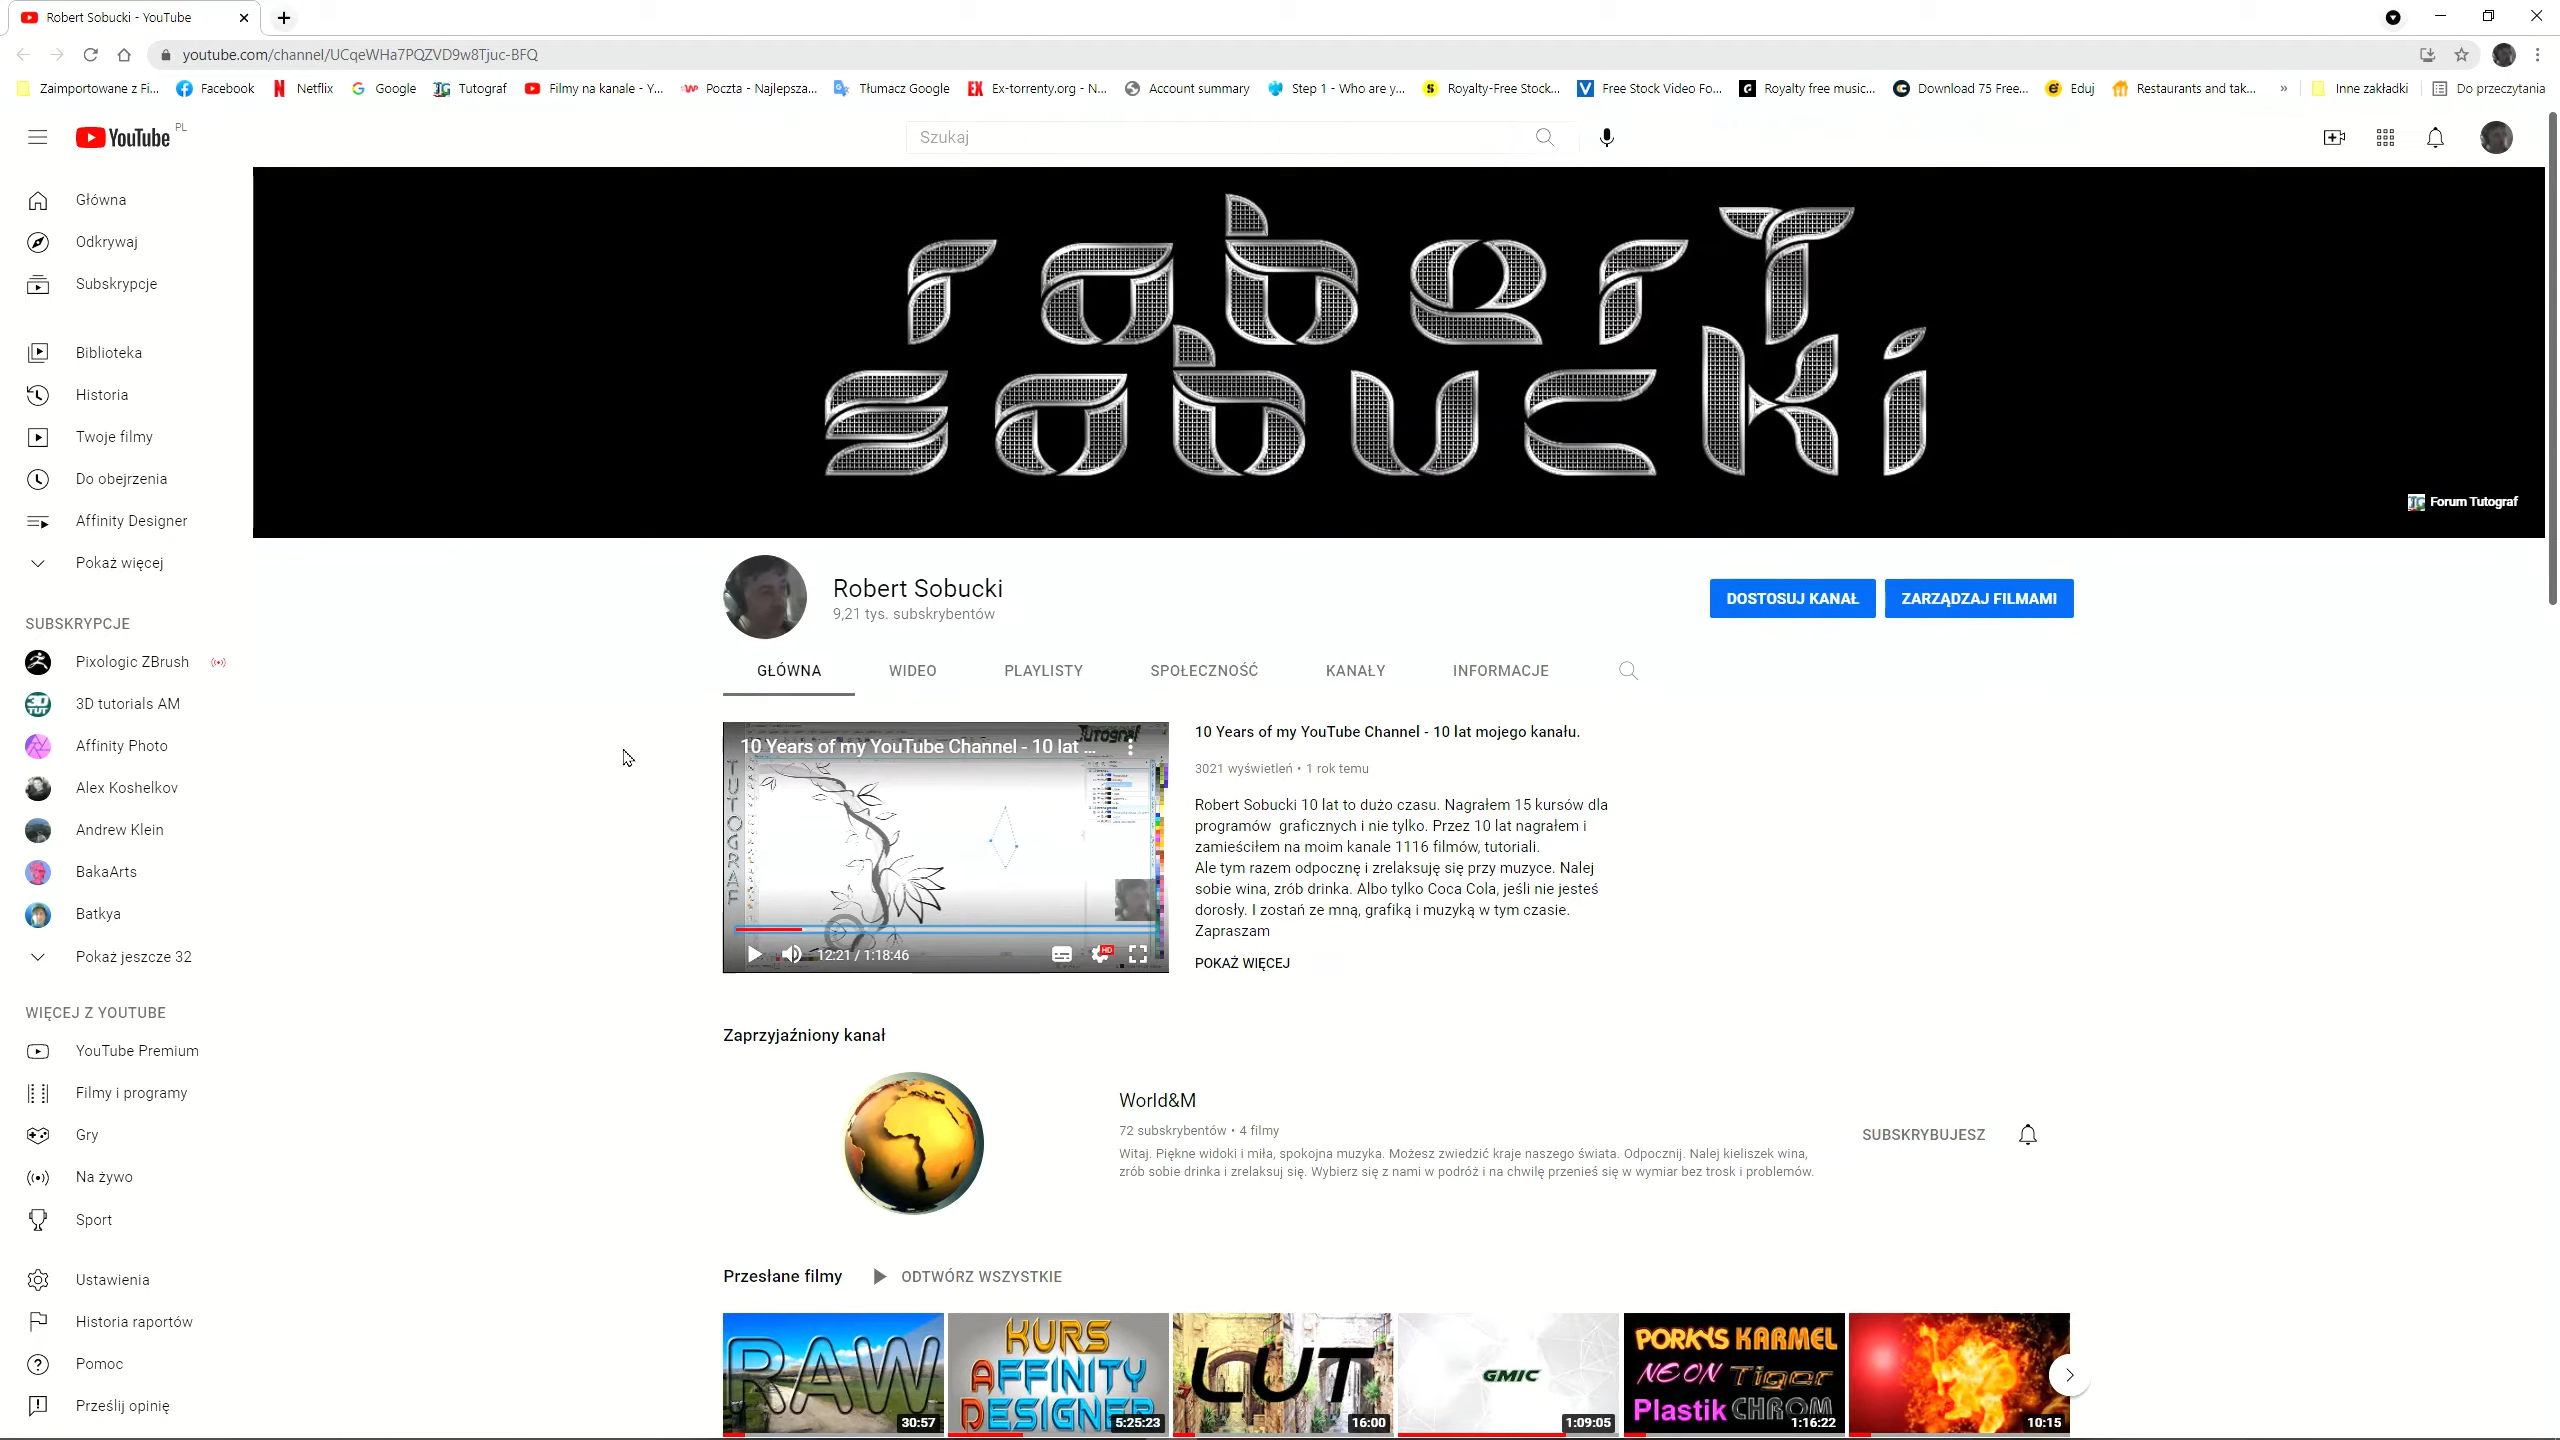 Robert Sobucki - YouTube
youtube.com/channel/UCqeWHa7PQZVD9w8Tjuc-BFQ
Zaimportowane z Fi... Facebook Netflix Google Tutograf Filmy na kanale - Y... Poczta - Najlepsza... Tłumacz Google Ex-torrenty.org - N... Account summary Step 1 - Who are y... Royalty-Free Stock... Free Stock Video Fo... Royalty free music... Download 75 Free... Eduj Restaurants and tak... » Inne zakładki Do przeczytania
YouTube PL
Szukaj
Główna
Odkrywaj
Subskrypcje
Biblioteka
Historia
Twoje filmy
Do obejrzenia
Affinity Designer
Pokaż więcej
SUBSKRYPCJE
Pixologic ZBrush
3D tutorials AM
Affinity Photo
Alex Koshelkov
Andrew Klein
BakaArts
Batkya
Pokaż jeszcze 32
WIĘCEJ Z YOUTUBE
YouTube Premium
Filmy i programy
Gry
Na żywo
Sport
Ustawienia
Historia raportów
Pomoc
Prześlij opinię
roberT
sobucKi
Forum Tutograf
Robert Sobucki
9,21 tys. subskrybentów
DOSTOSUJ KANAŁ ZARZĄDZAJ FILMAMI
GŁÓWNA WIDEO PLAYLISTY SPOŁECZNOŚĆ KANAŁY INFORMACJE
Tutograf
10 Years of my YouTube Channel - 10 lat ...
TUTOGRAF
12:21 / 1:18:46
HD
10 Years of my YouTube Channel - 10 lat mojego kanału.
3021 wyświetleń • 1 rok temu
Robert Sobucki 10 lat to dużo czasu. Nagrałem 15 kursów dla
programów graficznych i nie tylko. Przez 10 lat nagrałem i
zamieściłem na moim kanale 1116 filmów, tutoriali.
Ale tym razem odpocznę i zrelaksuję się przy muzyce. Nalej
sobie wina, zrób drinka. Albo tylko Coca Cola, jeśli nie jesteś
dorosły. I zostań ze mną, grafiką i muzyką w tym czasie.
Zapraszam
POKAŻ WIĘCEJ
Zaprzyjaźniony kanał
World&M
72 subskrybentów • 4 filmy
Witaj. Piękne widoki i miła, spokojna muzyka. Możesz zwiedzić kraje naszego świata. Odpocznij. Nalej kieliszek wina,
zrób sobie drinka i zrelaksuj się. Wybierz się z nami w podróż i na chwilę przenieś się w wymiar bez trosk i problemów.
SUBSKRYBUJESZ
Przesłane filmy ODTWÓRZ WSZYSTKIE
RAW
30:57
KURS
AFFINITY
DESIGNER
5:25:23
LUT
16:00
GMIC
1:09:05
PORKYS KARMEL
NEON Tiger
Plastik CHROM
1:16:22
10:15